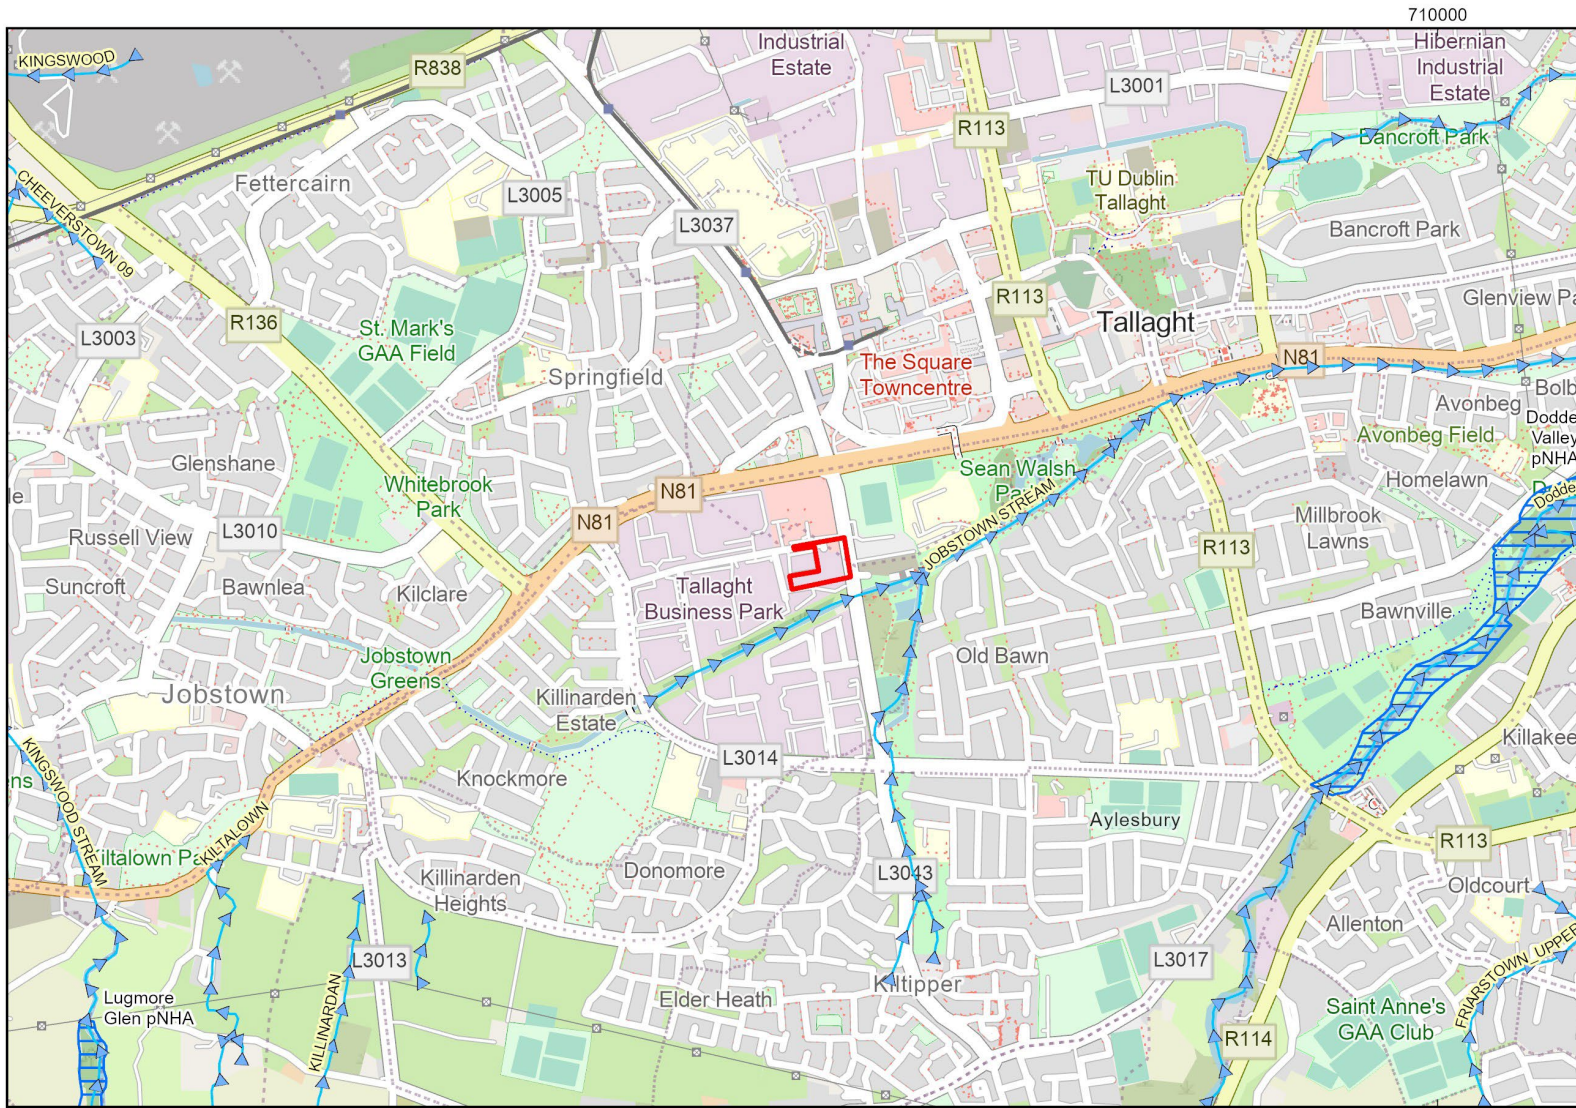 710000
KINGSWOOD
R838
Industrial
Estate
Hibernian
Industrial
Estate
L3001
R113
Bancroft Park
Fettercairn
L3005
TU Dublin
Tallaght
CHEEVERSTOWN 09
L3037
Bancroft Park
R113
Glenview Pa
L3003
R136
St. Mark's
GAA Field
Tallaght
The Square
Towncentre
N81
Springfield
Avonbeg
Bolb
Dodde
Valley
pNHA
Avonbeg Field
Glenshane
Whitebrook
Park
Sean Walsh
Pa
Homelawn
le
N81
N81
Dodde
L3010
Russell View
JOBSTOWN STREAM
R113
Millbrook
Lawns
Suncroft
Bawnlea
Kilclare
Tallaght
Business Park
Bawnville
Jobstown
Greens
Old Bawn
Jobstown
Killinarden
Estate
KINGSWOOD STREAM
L3014
Killakee
ens
Knockmore
Aylesbury
KILTALOWN
Kiltalown Pa
R113
Killinarden
Heights
Donomore
L3043
Oldcourt
Allenton
L3013
L3017
Kiltipper
Elder Heath
Lugmore
Glen pNHA
KILLINARDAN
FRIARSTOWN_UPPER
Saint Anne's
GAA Club
R114